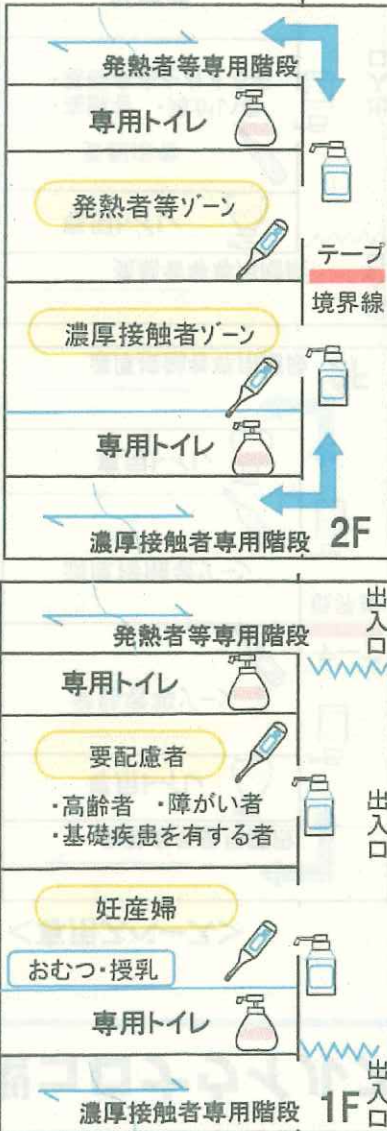 発熱者等専用階段
専用トイレ
発熱者等ゾーン
テープ
境界線
濃厚接触者ゾーン
専用トイレ
濃厚接触者専用階段
2F
発熱者等専用階段
出入口
専用トイレ
要配慮者
・高齢者 ・障がい者
・基礎疾患を有する者
出入口
妊産婦
おむつ・授乳
専用トイレ
濃厚接触者専用階段
1F
出入口